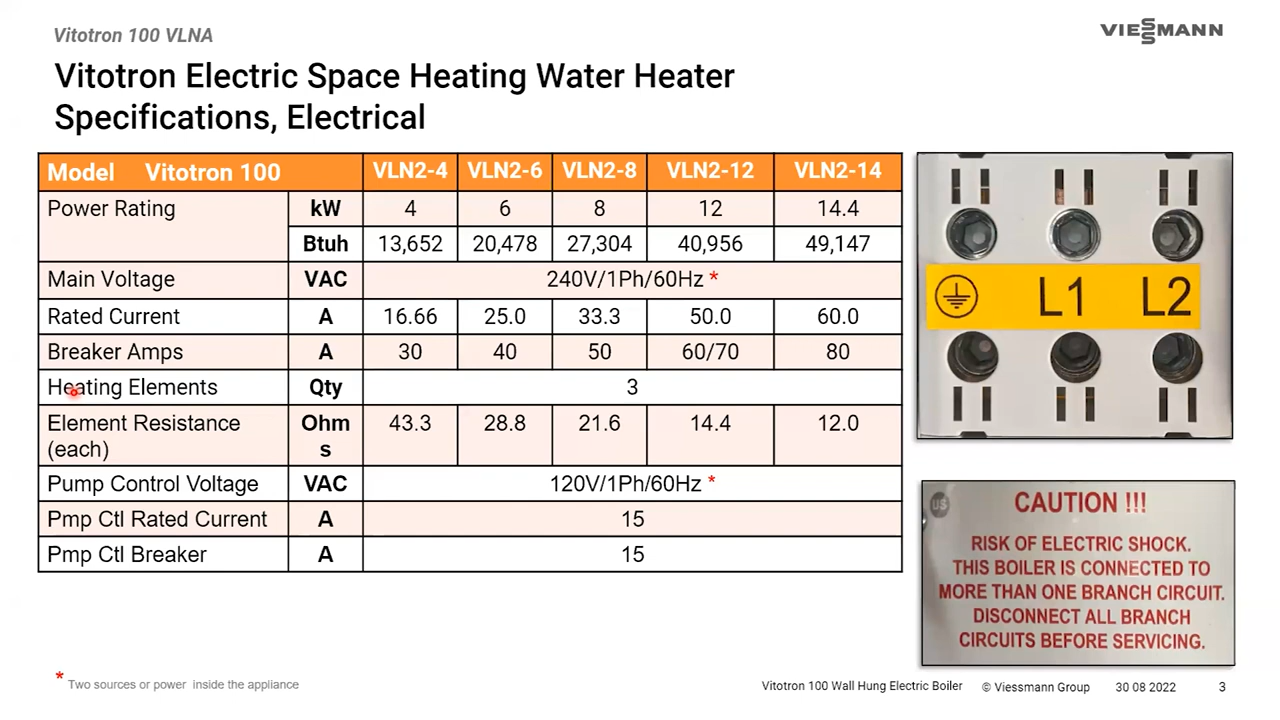 Vitotron 100 VLNA
VIESSMANN
Vitotron Electric Space Heating Water Heater
Specifications, Electrical
Model Vitotron 100 VLN2-4 VLN2-6 VLN2-8 VLN2-12 VLN2-14
Power Rating kW 4 6 8 12 14.4
Btuh 13,652 20,478 27,304 40,956 49,147
Main Voltage VAC 240V/1Ph/60Hz *
Rated Current A 16.66 25.0 33.3 50.0 60.0
Breaker Amps A 30 40 50 60/70 80
Heating Elements Qty 3
Element Resistance Ohm 43.3 28.8 21.6 14.4 12.0
(each) s
Pump Control Voltage VAC 120V/1Ph/60Hz *
Pmp Ctl Rated Current A 15
Pmp Ctl Breaker A 15
L1 L2
US
CAUTION !!!
RISK OF ELECTRIC SHOCK.
THIS BOILER IS CONNECTED TO
MORE THAN ONE BRANCH CIRCUIT.
DISCONNECT ALL BRANCH
CIRCUITS BEFORE SERVICING.
* Two sources or power inside the appliance
Vitotron 100 Wall Hung Electric Boiler © Viessmann Group 30 08 2022 3